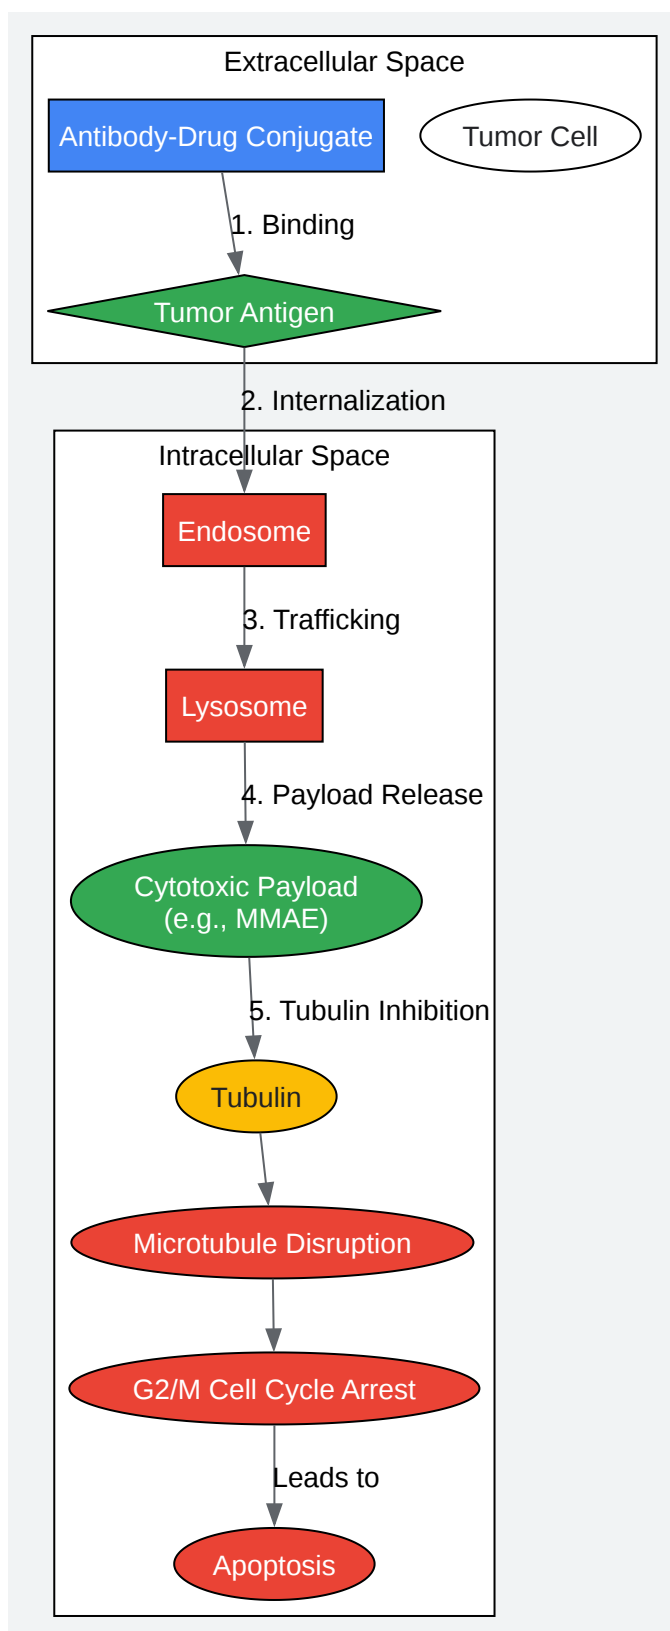 Extracellular Space
Antibody-Drug Conjugate
Tumor Cell
1. Binding
Tumor Antigen
2. Internalization
Intracellular Space
Endosome
3. Trafficking
Lysosome
4. Payload Release
Cytotoxic Payload
(e.g., MMAE)
5. Tubulin Inhibition
Tubulin
Microtubule Disruption
G2/M Cell Cycle Arrest
Leads to
Apoptosis